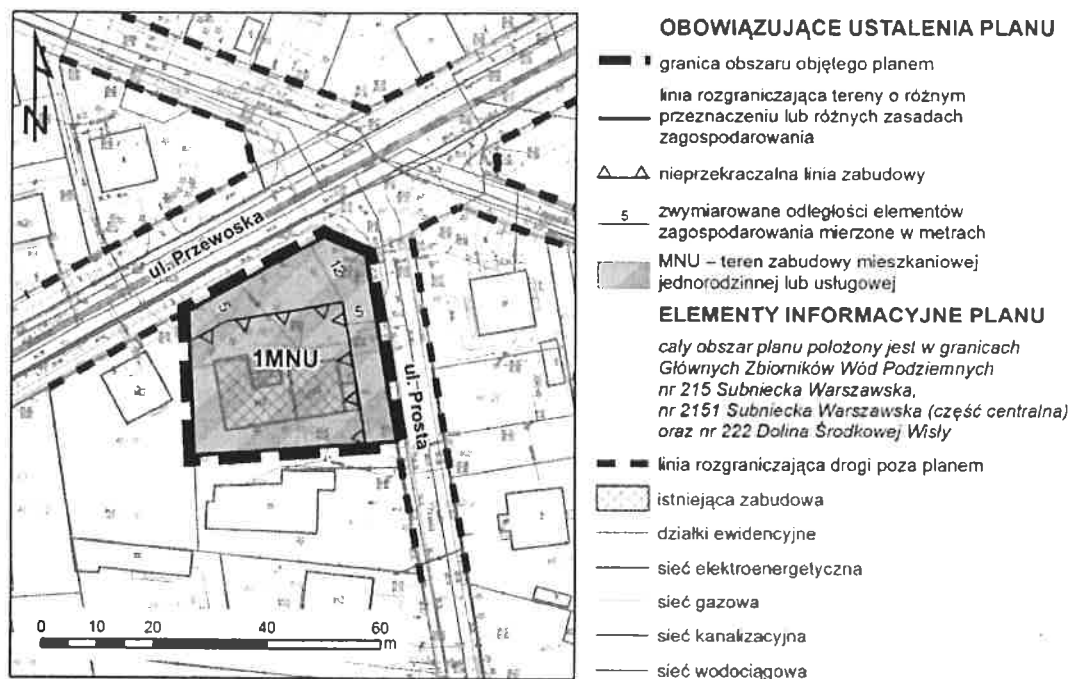 ul. Przewoska
12
5
5
1MNU
ul. Prosta
0 10 20 40 60
m
OBOWIĄZUJĄCE USTALENIA PLANU
granica obszaru objętego planem
linia rozgraniczająca tereny o różnym
przeznaczeniu lub różnych zasadach
zagospodarowania
nieprzekraczalna linia zabudowy
5 zwymiarowane odległości elementów
zagospodarowania mierzone w metrach
MNU – teren zabudowy mieszkaniowej
jednorodzinnej lub usługowej
ELEMENTY INFORMACYJNE PLANU
cały obszar planu położony jest w granicach
Głównych Zbiorników Wód Podziemnych
nr 215 Subniecka Warszawska,
nr 2151 Subniecka Warszawska (część centralna)
oraz nr 222 Dolina Środkowej Wisły
linia rozgraniczająca drogi poza planem
istniejąca zabudowa
działki ewidencyjne
sieć elektroenergetyczna
sieć gazowa
sieć kanalizacyjna
sieć wodociągowa